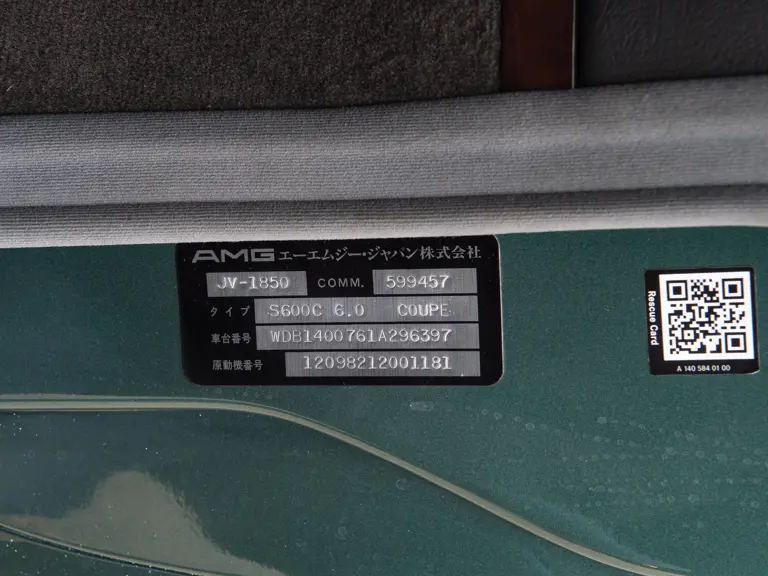 AMG エーエムジー・ジャパン株式会社
JV-1850 COMM. 599457
タイプ S600C 6.0 COUPE
車台番号 WDB1400761A296397
原動機番号 12098212001181
Rescue Card
A 140 584 01 00